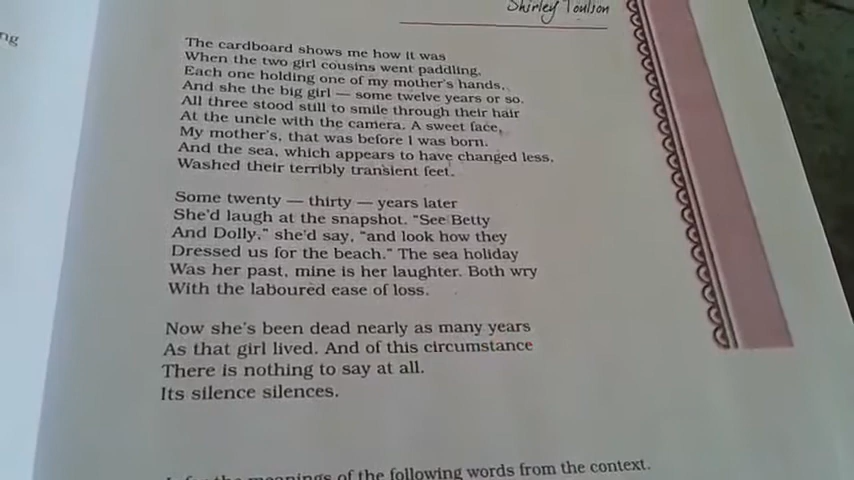 ng
Shirley Toulson
The cardboard shows me how it was
When the two girl cousins went paddling,
Each one holding one of my mother's hands,
And she the big girl — some twelve years or so.
All three stood still to smile through their hair
At the uncle with the camera. A sweet face,
My mother's, that was before I was born.
And the sea, which appears to have changed less,
Washed their terribly transient feet.
Some twenty — thirty — years later
She'd laugh at the snapshot. "See Betty
And Dolly," she'd say, "and look how they
Dressed us for the beach." The sea holiday
Was her past, mine is her laughter. Both wry
With the laboured ease of loss.
Now she's been dead nearly as many years
As that girl lived. And of this circumstance
There is nothing to say at all.
Its silence silences.
the meanings of the following words from the context.